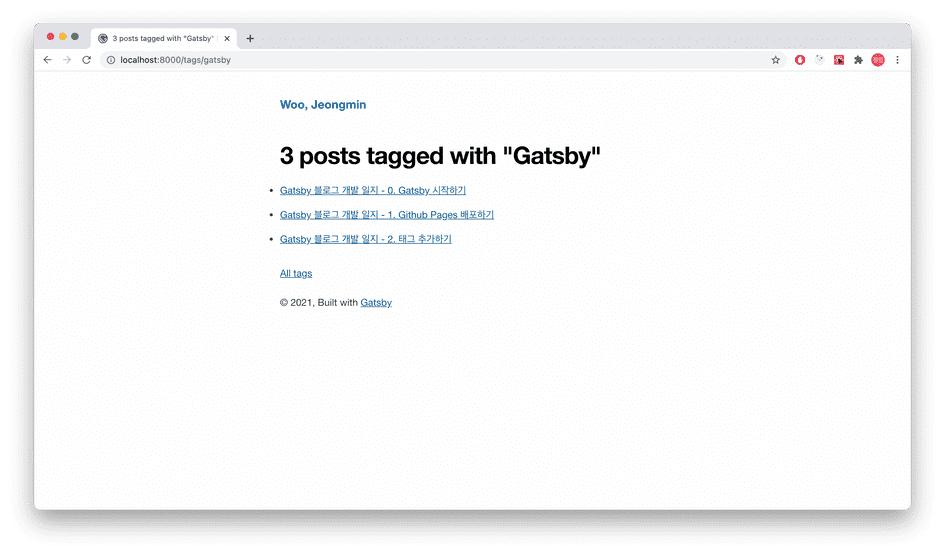 3 posts tagged with "Gatsby"
localhost:8000/tags/gatsby
Woo, Jeongmin
3 posts tagged with "Gatsby"
Gatsby 블로그 개발 일지 - 0. Gatsby 시작하기
Gatsby 블로그 개발 일지 - 1. Github Pages 배포하기
Gatsby 블로그 개발 일지 - 2. 태그 추가하기
All tags
© 2021, Built with Gatsby